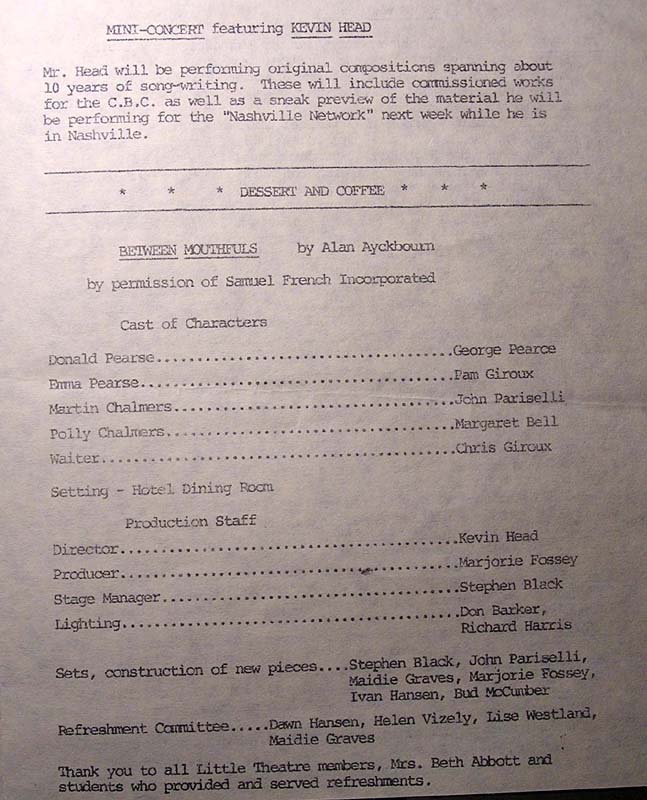 MINI-CONCERT featuring KEVIN HEAD
Mr. Head will be performing original compositions spanning about
10 years of song-writing. These will include commissioned works
for the C.B.C. as well as a sneak preview of the material he will
be performing for the "Nashville Network" next week while he is
in Nashville.
* * * DESSERT AND COFFEE * * *
BETWEEN MOUTHFULS by Alan Ayckbourn
by permission of Samuel French Incorporated
Cast of Characters
Donald Pearse.....................................George Pearce
Emma Pearse.......................................Pam Giroux
Martin Chalmers...................................John Pariselli
Polly Chalmers....................................Margaret Bell
Waiter............................................Chris Giroux
Setting - Hotel Dining Room
Production Staff
Director..........................................Kevin Head
Producer..........................................Marjorie Fossey
Stage Manager.....................................Stephen Black
Lighting..........................................Don Barker,
Richard Harris
Sets, construction of new pieces....Stephen Black, John Pariselli,
Maidie Graves, Marjorie Fossey,
Ivan Hansen, Bud McCumber
Refreshment Committee.....Dawn Hansen, Helen Vizely, Lise Westland,
Maidie Graves
Thank you to all Little Theatre members, Mrs. Beth Abbott and
students who provided and served refreshments.